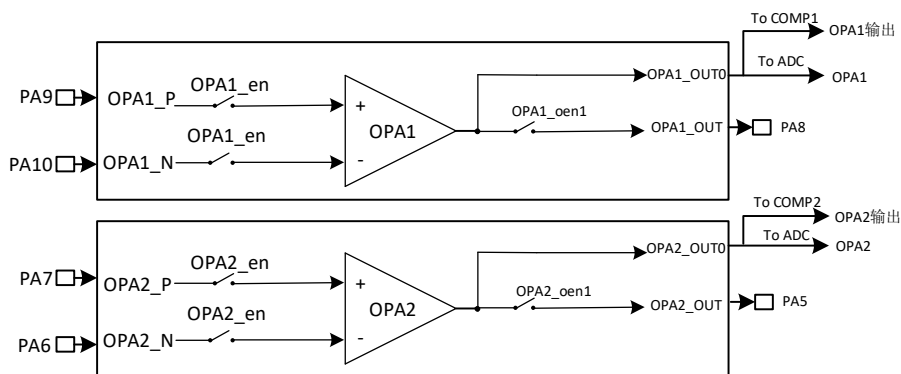 To COMP1
OPA1输出
To ADC
OPA1
PA9
OPA1_P
OPA1_en
+
OPA1
OPA1_OUT0
OPA1_oen1
OPA1_OUT
PA8
PA10
OPA1_N
OPA1_en
-
To COMP2
OPA2输出
To ADC
OPA2
PA7
OPA2_P
OPA2_en
+
OPA2
OPA2_OUT0
OPA2_oen1
OPA2_OUT
PA5
PA6
OPA2_N
OPA2_en
-